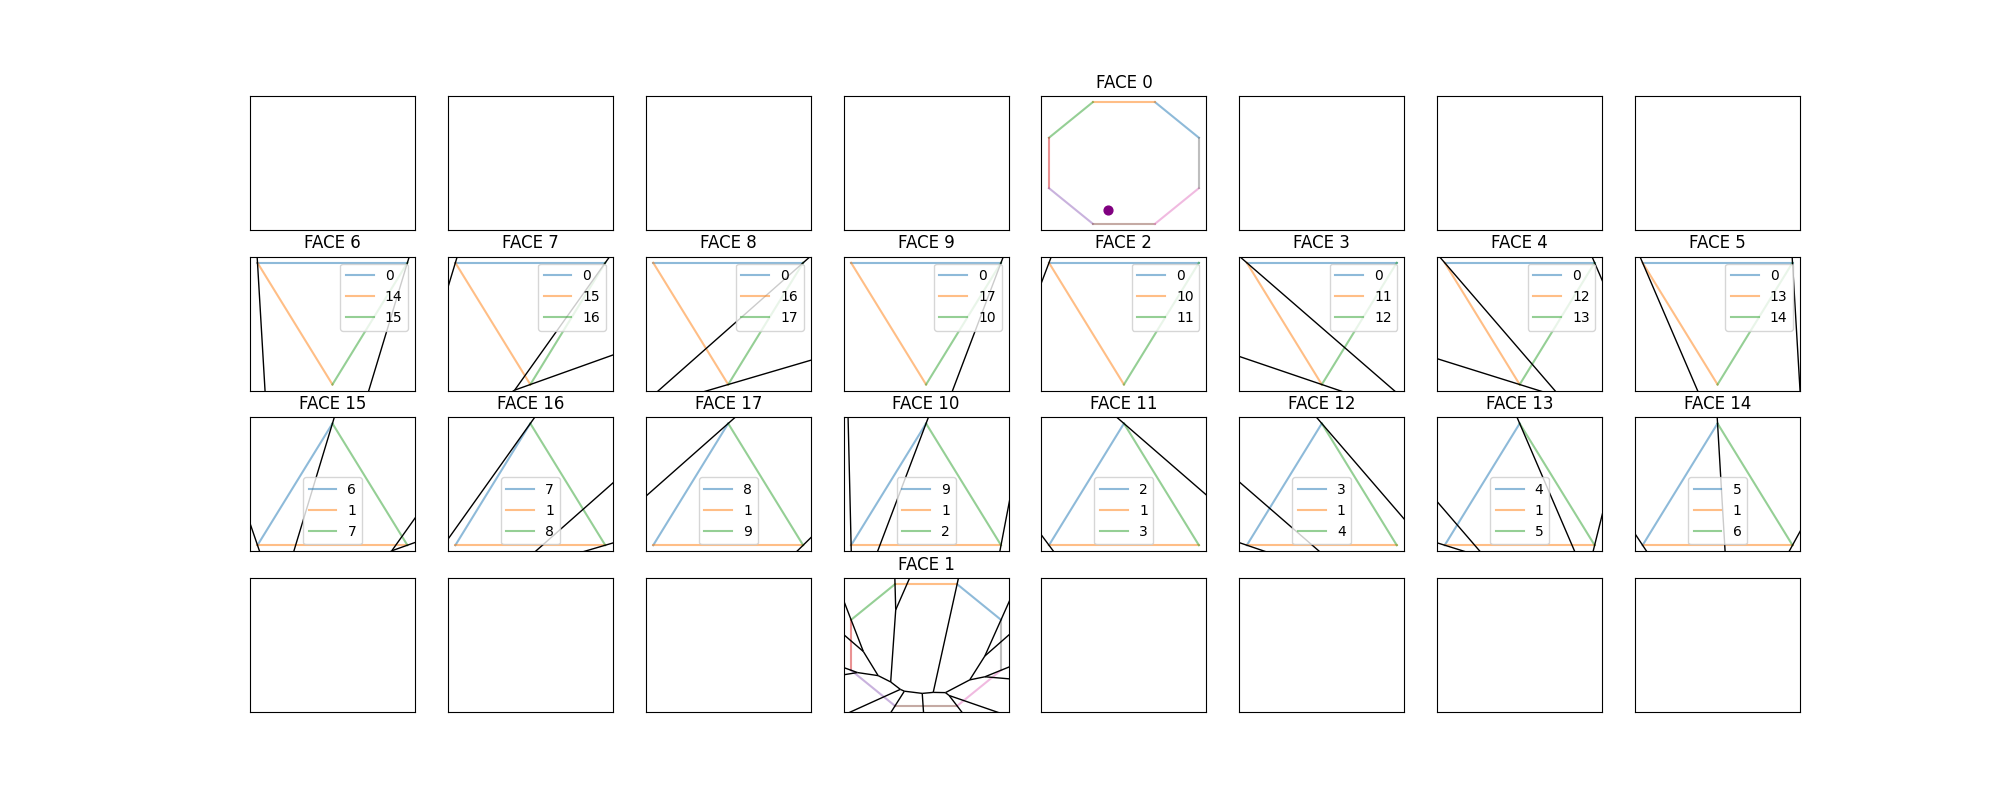 FACE 0
FACE 6
FACE 7
FACE 8
FACE 9
FACE 2
FACE 3
FACE 4
FACE 5
0
14
15
0
15
16
0
16
17
0
17
10
0
10
11
0
11
12
0
12
13
0
13
14
FACE 15
FACE 16
FACE 17
FACE 10
FACE 11
FACE 12
FACE 13
FACE 14
6
1
7
7
1
8
8
1
9
9
1
2
2
1
3
3
1
4
4
1
5
5
1
6
FACE 1